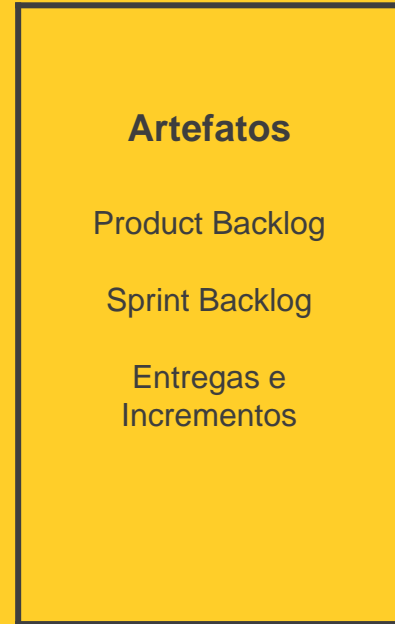 Artefatos
Product Backlog
Sprint Backlog
Entregas e
Incrementos